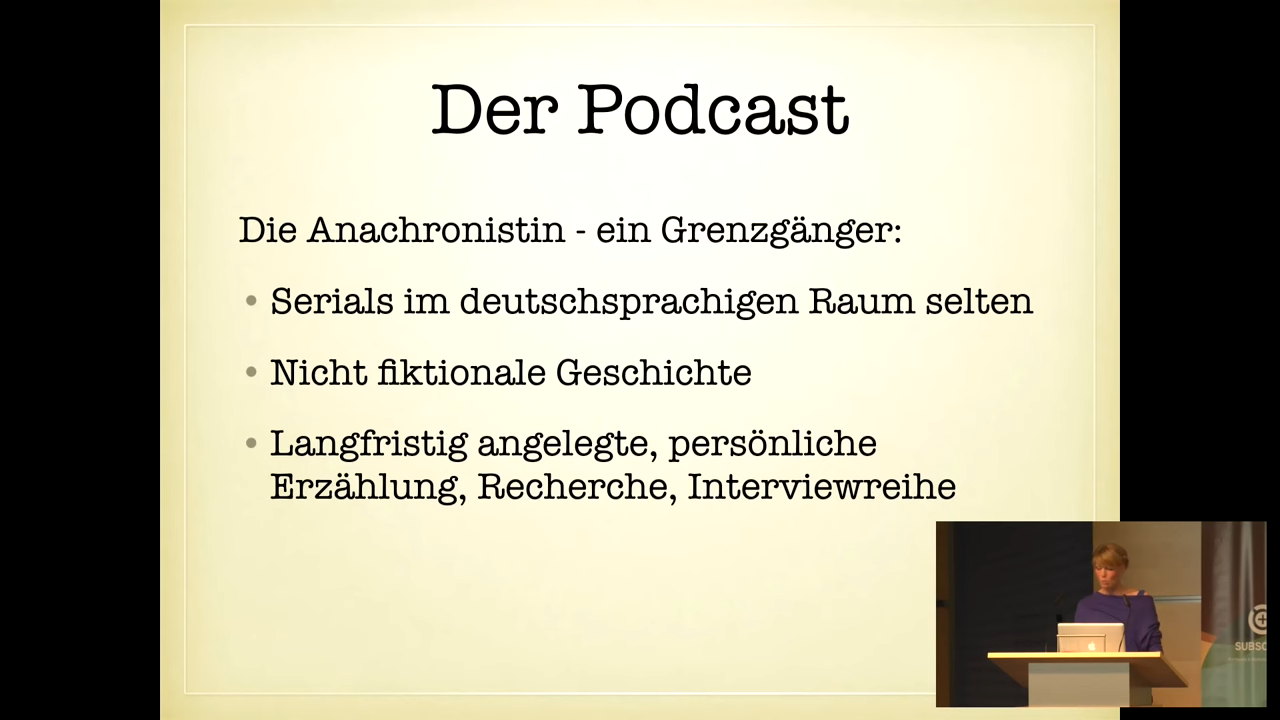 Der Podcast
Die Anachronistin - ein Grenzgänger:
• Serials im deutschsprachigen Raum selten
• Nicht fiktionale Geschichte
• Langfristig angelegte, persönliche
Erzählung, Recherche, Interviewreihe